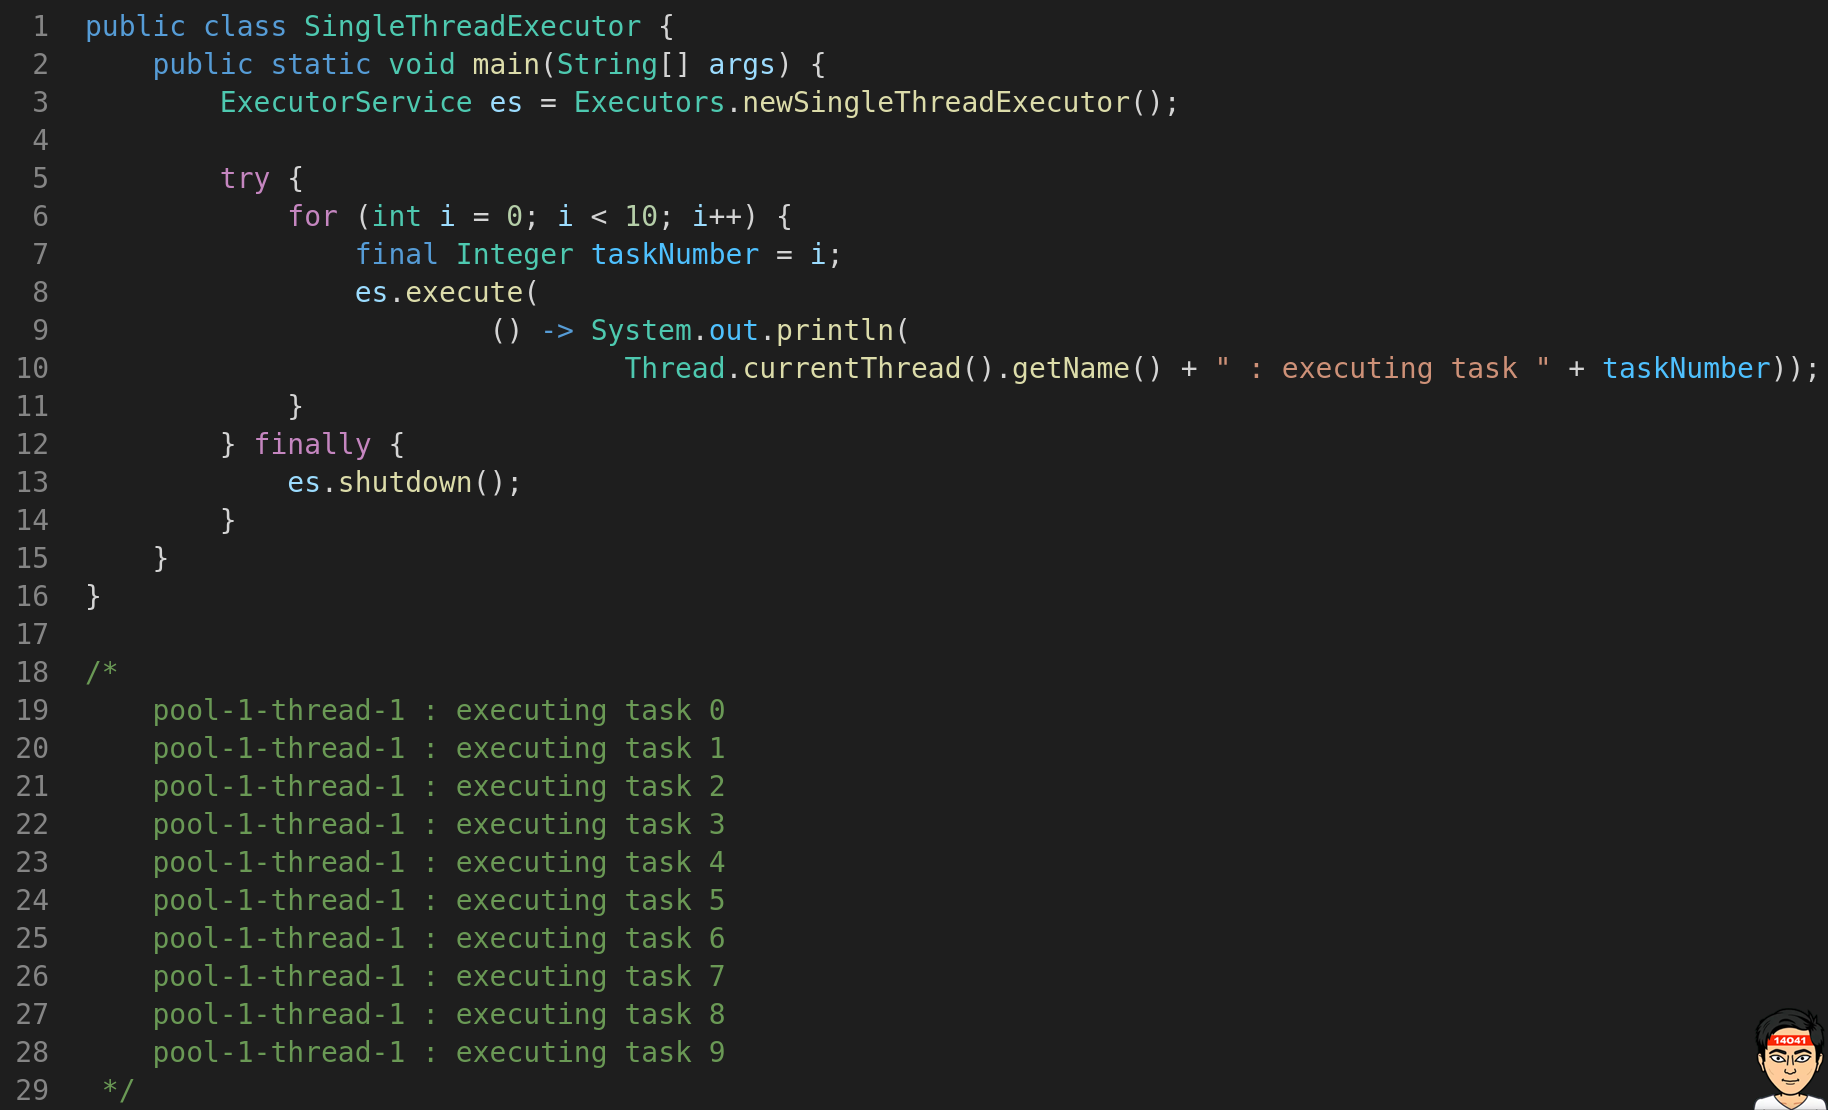 1 public class SingleThreadExecutor {
2     public static void main(String[] args) {
3         ExecutorService es = Executors.newSingleThreadExecutor();
4
5         try {
6             for (int i = 0; i < 10; i++) {
7                 final Integer taskNumber = i;
8                 es.execute(
9                         () -> System.out.println(
10                                 Thread.currentThread().getName() + " : executing task " + taskNumber));
11             }
12         } finally {
13             es.shutdown();
14         }
15     }
16 }
17
18 /*
19     pool-1-thread-1 : executing task 0
20     pool-1-thread-1 : executing task 1
21     pool-1-thread-1 : executing task 2
22     pool-1-thread-1 : executing task 3
23     pool-1-thread-1 : executing task 4
24     pool-1-thread-1 : executing task 5
25     pool-1-thread-1 : executing task 6
26     pool-1-thread-1 : executing task 7
27     pool-1-thread-1 : executing task 8
28     pool-1-thread-1 : executing task 9
29  */
14041